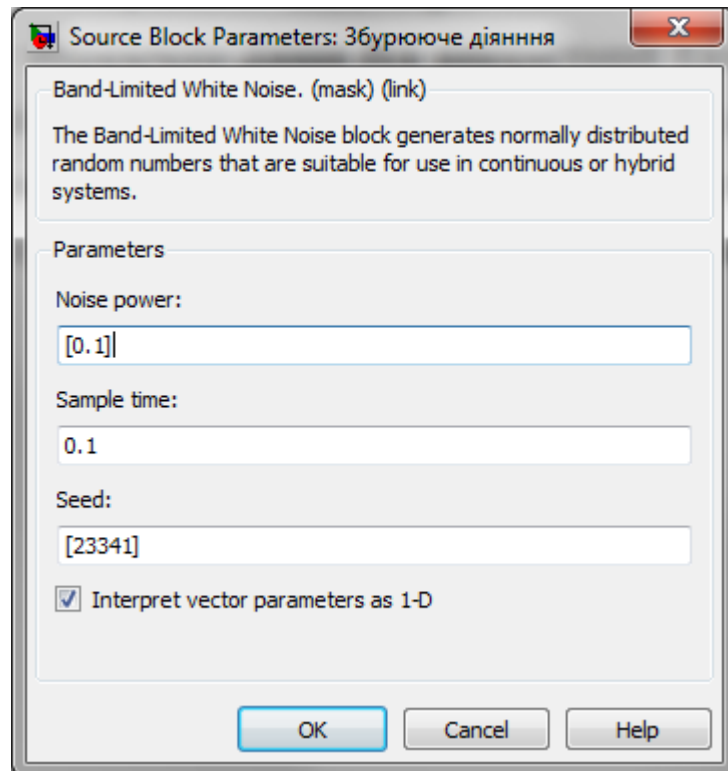 Source Block Parameters: Збурююче діянння
Band-Limited White Noise. (mask) (link)
The Band-Limited White Noise block generates normally distributed
random numbers that are suitable for use in continuous or hybrid
systems.
Parameters
Noise power:
[0.1]
Sample time:
0.1
Seed:
[23341]
Interpret vector parameters as 1-D
OK Cancel Help